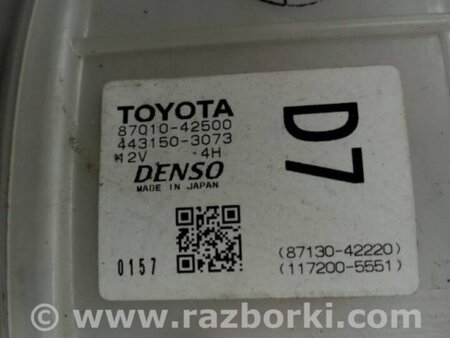 TOYOTA
87010-42500
443150-3073
12V 4H
DENSO
MADE IN JAPAN
D7
0157
(87130-42220)
(117200-5551)
© www.razborki.com